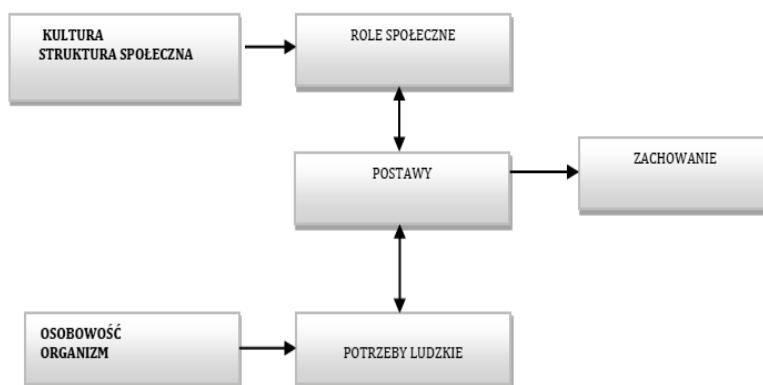 KULTURA
STRUKTURA SPOŁECZNA
ROLE SPOŁECZNE
POSTAWY
ZACHOWANIE
OSOBOWOŚĆ
ORGANIZM
POTRZEBY LUDZKIE